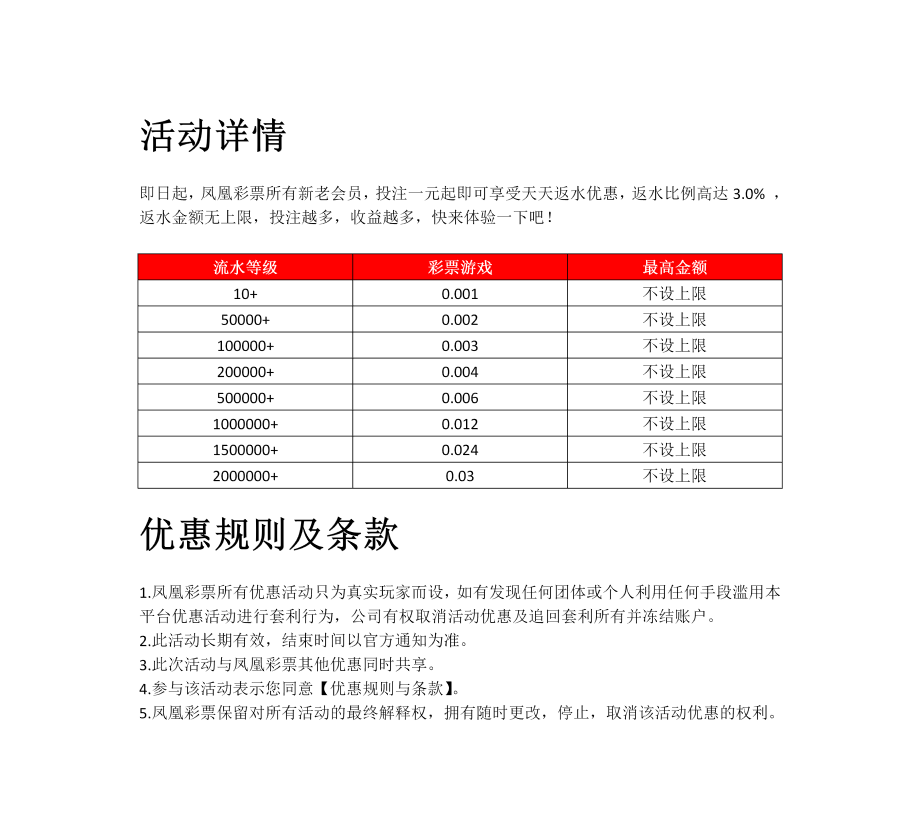 活动详情
即日起，凤凰彩票所有新老会员，投注一元起即可享受天天返水优惠，返水比例高达 3.0% ，
返水金额无上限，投注越多，收益越多，快来体验一下吧！
流水等级 彩票游戏 最高金额
10+ 0.001 不设上限
50000+ 0.002 不设上限
100000+ 0.003 不设上限
200000+ 0.004 不设上限
500000+ 0.006 不设上限
1000000+ 0.012 不设上限
1500000+ 0.024 不设上限
2000000+ 0.03 不设上限
优惠规则及条款
1.凤凰彩票所有优惠活动只为真实玩家而设，如有发现任何团体或个人利用任何手段滥用本
平台优惠活动进行套利行为，公司有权取消活动优惠及追回套利所有并冻结账户。
2.此活动长期有效，结束时间以官方通知为准。
3.此次活动与凤凰彩票其他优惠同时共享。
4.参与该活动表示您同意【优惠规则与条款】。
5.凤凰彩票保留对所有活动的最终解释权，拥有随时更改，停止，取消该活动优惠的权利。